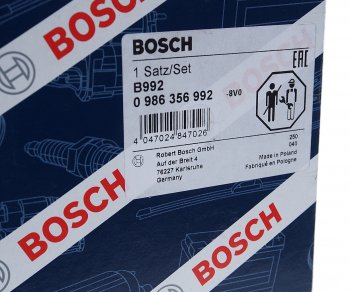 BOSCH
1 Satz/Set
B992
0 986 356 992
-8V0
EAC
4 047024 847026
Robert Bosch GmbH
Auf der Breit 4
76227 Karlsruhe
Germany
250
040
Made in Poland
Fabriqué en Pologne
BOSCH
BOSCH
BOSCH